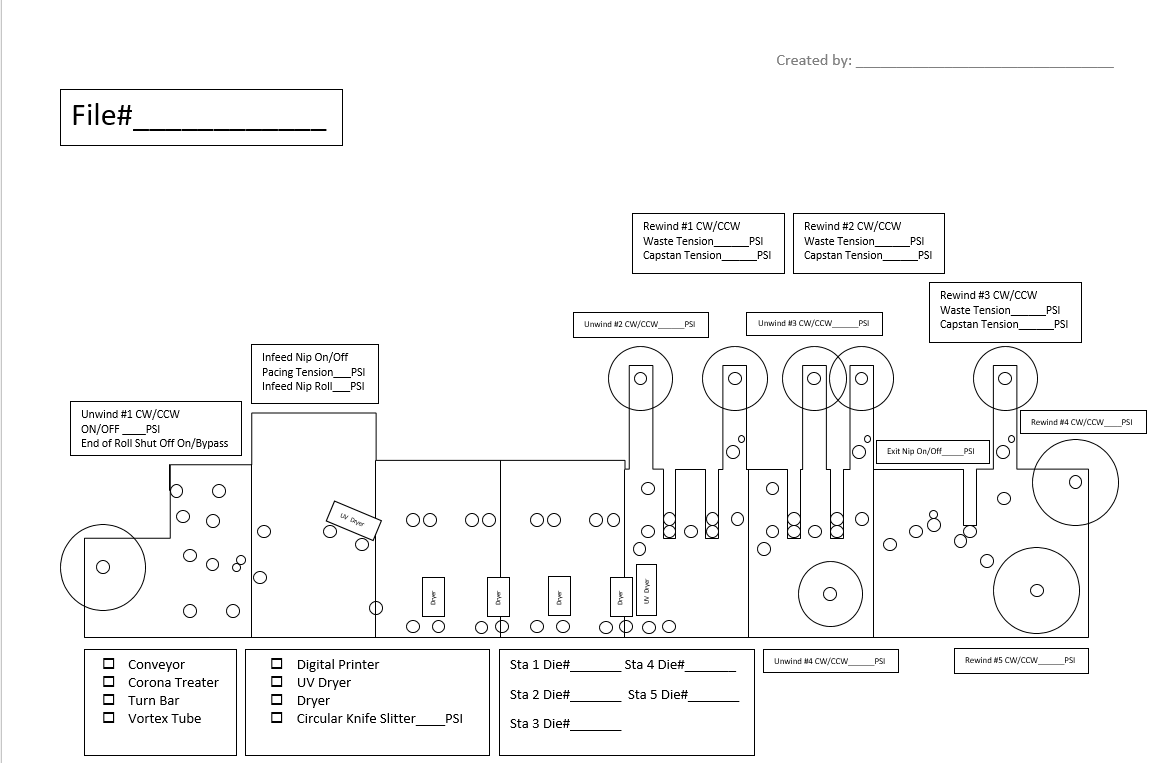 Created by: _______________________________
File#____________
Rewind #1 CW/CCW
Waste Tension______PSI
Capstan Tension______PSI
Rewind #2 CW/CCW
Waste Tension______PSI
Capstan Tension______PSI
Rewind #3 CW/CCW
Waste Tension______PSI
Capstan Tension______PSI
Unwind #2 CW/CCW______PSI
Unwind #3 CW/CCW______PSI
Infeed Nip On/Off
Pacing Tension___PSI
Infeed Nip Roll___PSI
Unwind #1 CW/CCW
ON/OFF ____PSI
End of Roll Shut Off On/Bypass
Rewind #4 CW/CCW____PSI
Exit Nip On/Off_____PSI
UV Dryer
Dryer
Dryer
Dryer
Dryer
UV Dryer
Conveyor
Corona Treater
Turn Bar
Vortex Tube
Digital Printer
UV Dryer
Dryer
Circular Knife Slitter____PSI
Sta 1 Die#_______ Sta 4 Die#_______
Sta 2 Die#_______ Sta 5 Die#_______
Sta 3 Die#_______
Unwind #4 CW/CCW______PSI
Rewind #5 CW/CCW______PSI